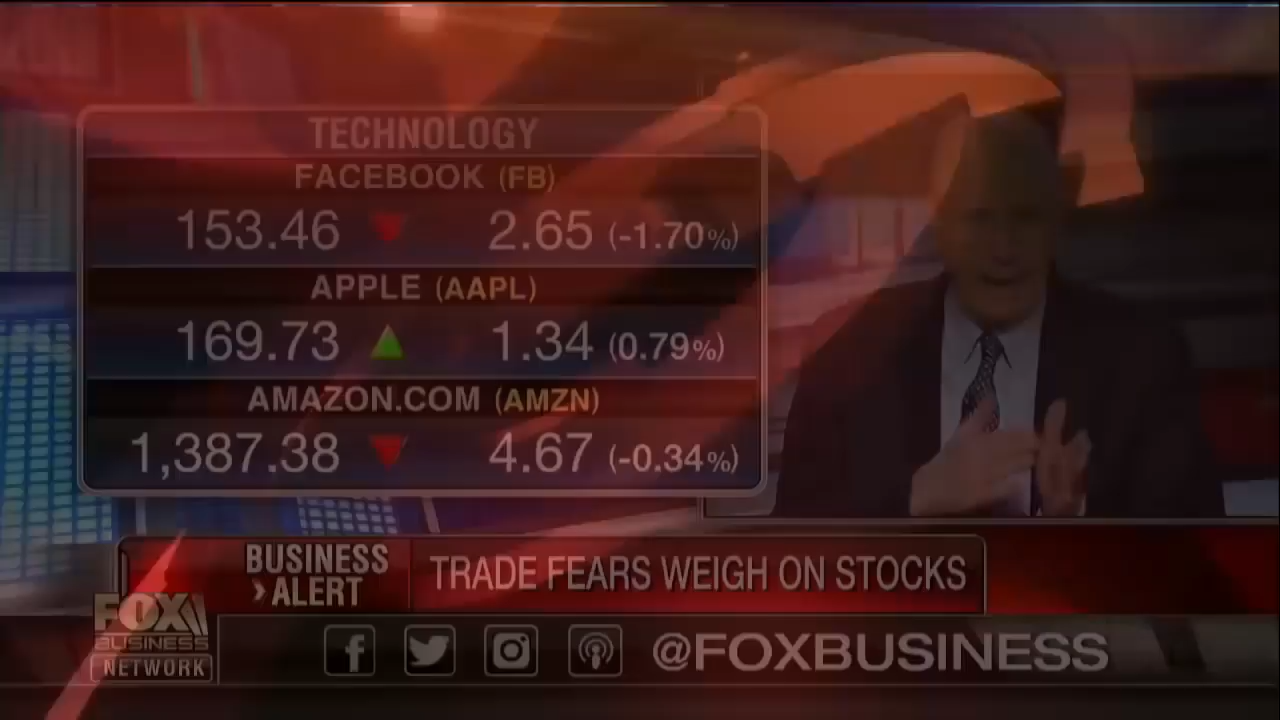 TECHNOLOGY
FACEBOOK (FB)
153.46 ▼ 2.65 (-1.70%)
APPLE (AAPL)
169.73 ▲ 1.34 (0.79%)
AMAZON.COM (AMZN)
1,387.38 ▼ 4.67 (-0.34%)
BUSINESS
› ALERT
TRADE FEARS WEIGH ON STOCKS
FOX
BUSINESS
NETWORK
@FOXBUSINESS